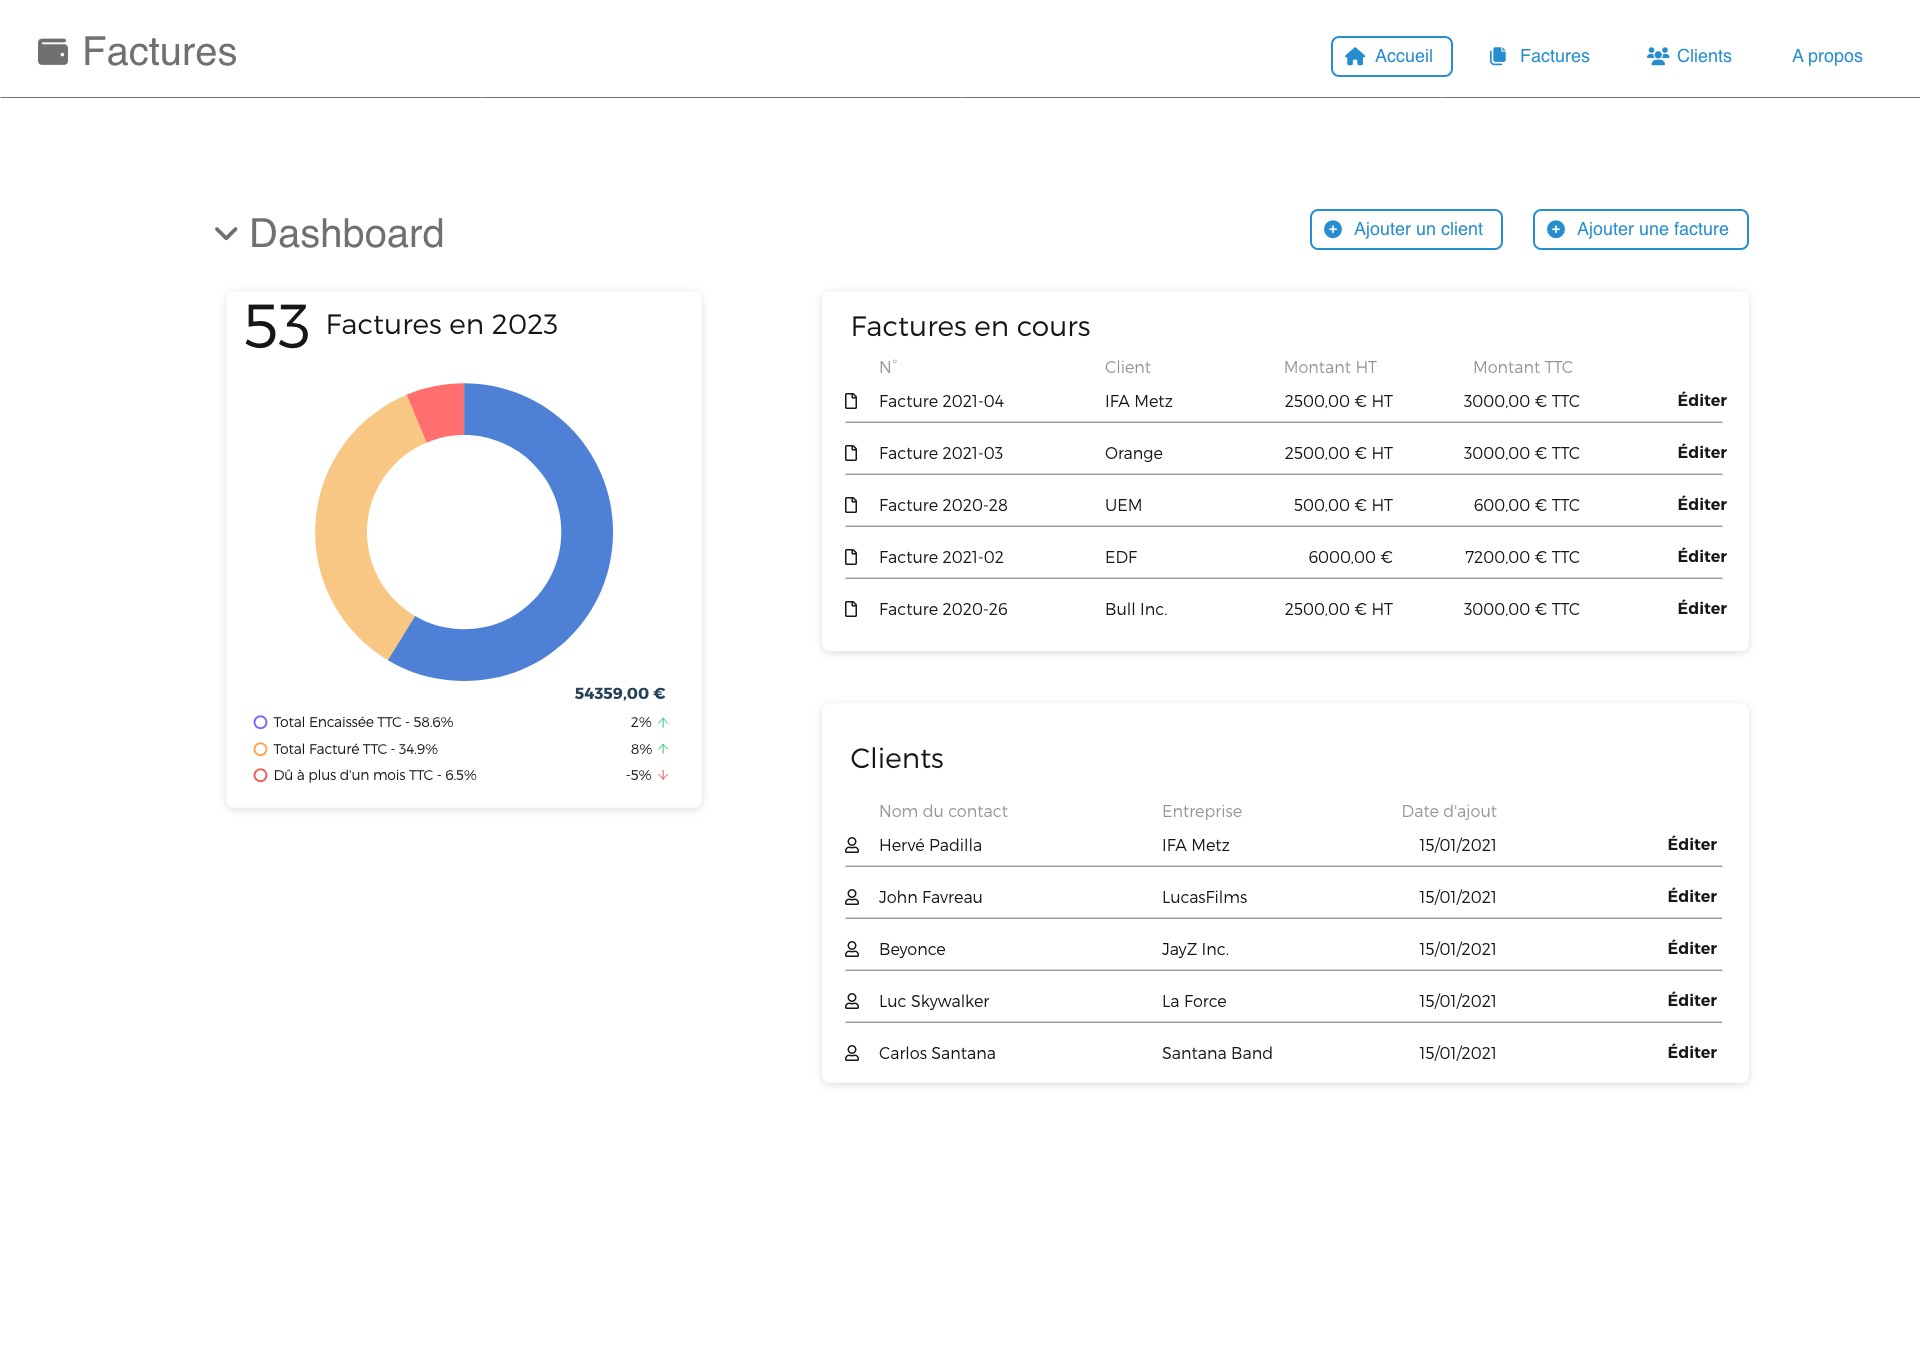 Factures
Accueil Factures Clients A propos
Dashboard
Ajouter un client Ajouter une facture
53 Factures en 2023
54359,00 €
Total Encaissée TTC - 58.6% 2%
Total Facturé TTC - 34.9% 8%
Dû à plus d'un mois TTC - 6.5% -5%
Factures en cours
N° Client Montant HT Montant TTC
Facture 2021-04 IFA Metz 2500,00 € HT 3000,00 € TTC Éditer
Facture 2021-03 Orange 2500,00 € HT 3000,00 € TTC Éditer
Facture 2020-28 UEM 500,00 € HT 600,00 € TTC Éditer
Facture 2021-02 EDF 6000,00 € 7200,00 € TTC Éditer
Facture 2020-26 Bull Inc. 2500,00 € HT 3000,00 € TTC Éditer
Clients
Nom du contact Entreprise Date d'ajout
Hervé Padilla IFA Metz 15/01/2021 Éditer
John Favreau LucasFilms 15/01/2021 Éditer
Beyonce JayZ Inc. 15/01/2021 Éditer
Luc Skywalker La Force 15/01/2021 Éditer
Carlos Santana Santana Band 15/01/2021 Éditer